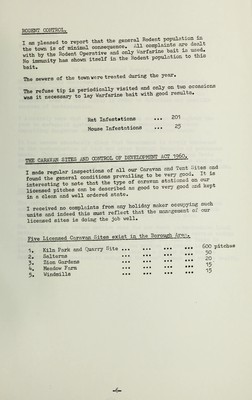 RODENT CONTROL.
I am pleased to report that the general Rodent population in
the town is of minimal consequence. All complaints are dealt
with by the Rodent Operative and only Warfarine bait is used.
No immunity has shown itself in the Rodent population to this
bait.
The sewers of the town were treated during the year.
The refuse tip is periodically visited and only on two occasions
was it necessary to lay Warfarine bait with good results.
Rat Infestations ... 201
Mouse Infestations ... 25
THE CARAVAN SITES AND CONTROL OF DEVELOPMENT ACT 1960.
I made regular inspections of all our Caravan and Tent Sites and
found the general conditions prevailing to be very good. It is
interesting to note that the type of caravan stationed on our
licensed pitches can be described as good to very good and kept
in a clean and well ordered state.
I received no complaints from any holiday maker occupying such
units and indeed this must reflect that the management of our
licensed sites is doing the job well.
Five Licensed Caravan Sites exist in the Borough Area.
1. Kiln Park and Quarry Site ... ... ... ... 600 pitches
2. Salterns ... ... ... ... 50
3. Dion Gardens ... ... ... ... 20
4. Meadow Farm ... ... ... ... 15
5. Windmills ... ... ... ... 15
-6-